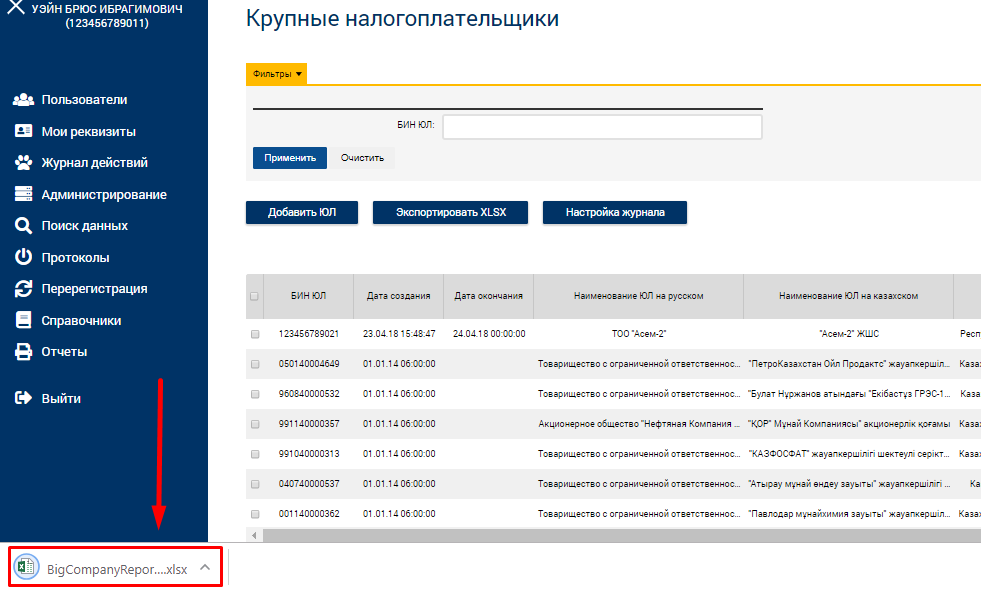 УЭЙН БРЮС ИБРАГИМОВИЧ
(123456789011)
Пользователи
Мои реквизиты
Журнал действий
Администрирование
Поиск данных
Протоколы
Перерегистрация
Справочники
Отчеты
Выйти
Крупные налогоплательщики
Фильтры
БИН ЮЛ:
Применить Очистить
Добавить ЮЛ Экспортировать XLSX Настройка журнала
БИН ЮЛ Дата создания Дата окончания Наименование ЮЛ на русском Наименование ЮЛ на казахском
123456789021 23.04.18 15:48:47 24.04.18 00:00:00 ТОО "Асем-2" "Асем-2" ЖШС Респ
050140004649 01.01.14 06:00:00 Товарищество с ограниченной ответственнос... "ПетроКазахстан Ойл Продактс" жауапкершіл... Каза
960840000532 01.01.14 06:00:00 Товарищество с ограниченной ответственнос... "Булат Нұржанов атындағы "Екібастұз ГРЭС-1... Каза
991140000357 01.01.14 06:00:00 Акционерное общество "Нефтяная Компания ... "ҚОР" Мұнай Компаниясы" акционерлік қоғамы Каза
991040000313 01.01.14 06:00:00 Товарищество с ограниченной ответственнос... "КАЗФОСФАТ" жауапкершілігі шектеулі серікт... Казах
040740000537 01.01.14 06:00:00 Товарищество с ограниченной ответственнос... "Атырау мұнай өңдеу зауыты" жауапкершілігі ... Ка
001140000362 01.01.14 06:00:00 Товарищество с ограниченной ответственнос... "Павлодар мұнайхимия зауыты" жауапкершіл... Казах
BigCompanyRepor....xlsx